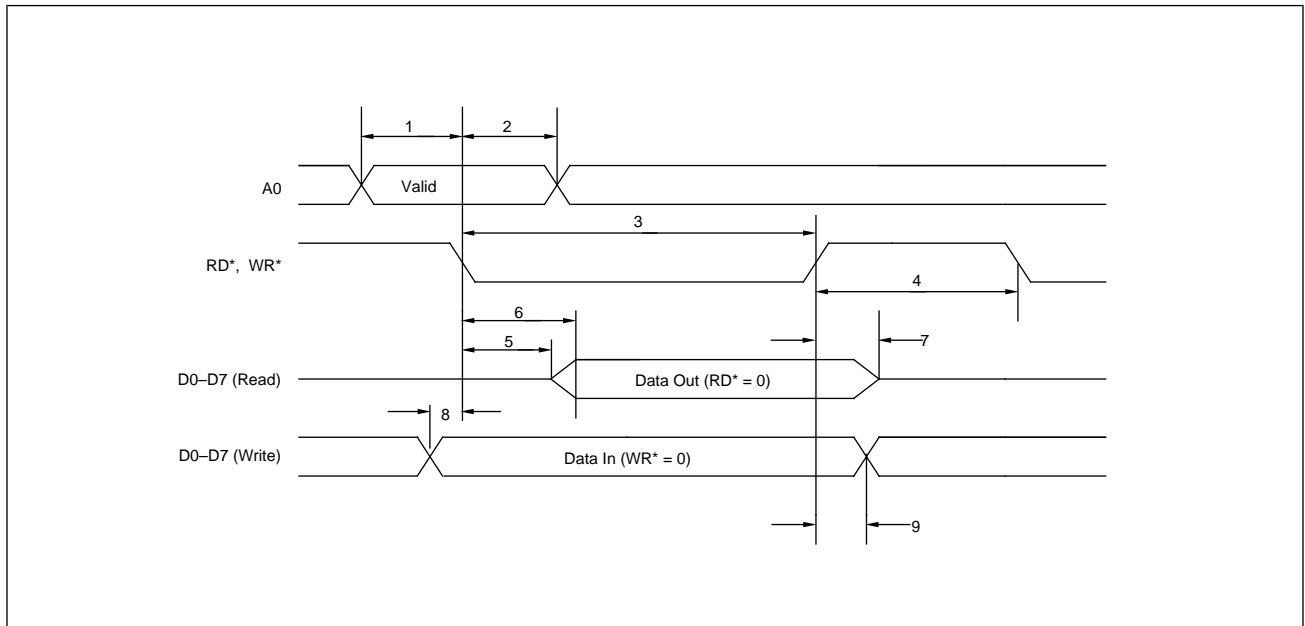 1
2
A0
Valid
3
RD*, WR*
4
6
5
7
D0–D7 (Read)
Data Out (RD* = 0)
8
D0–D7 (Write)
Data In (WR* = 0)
9